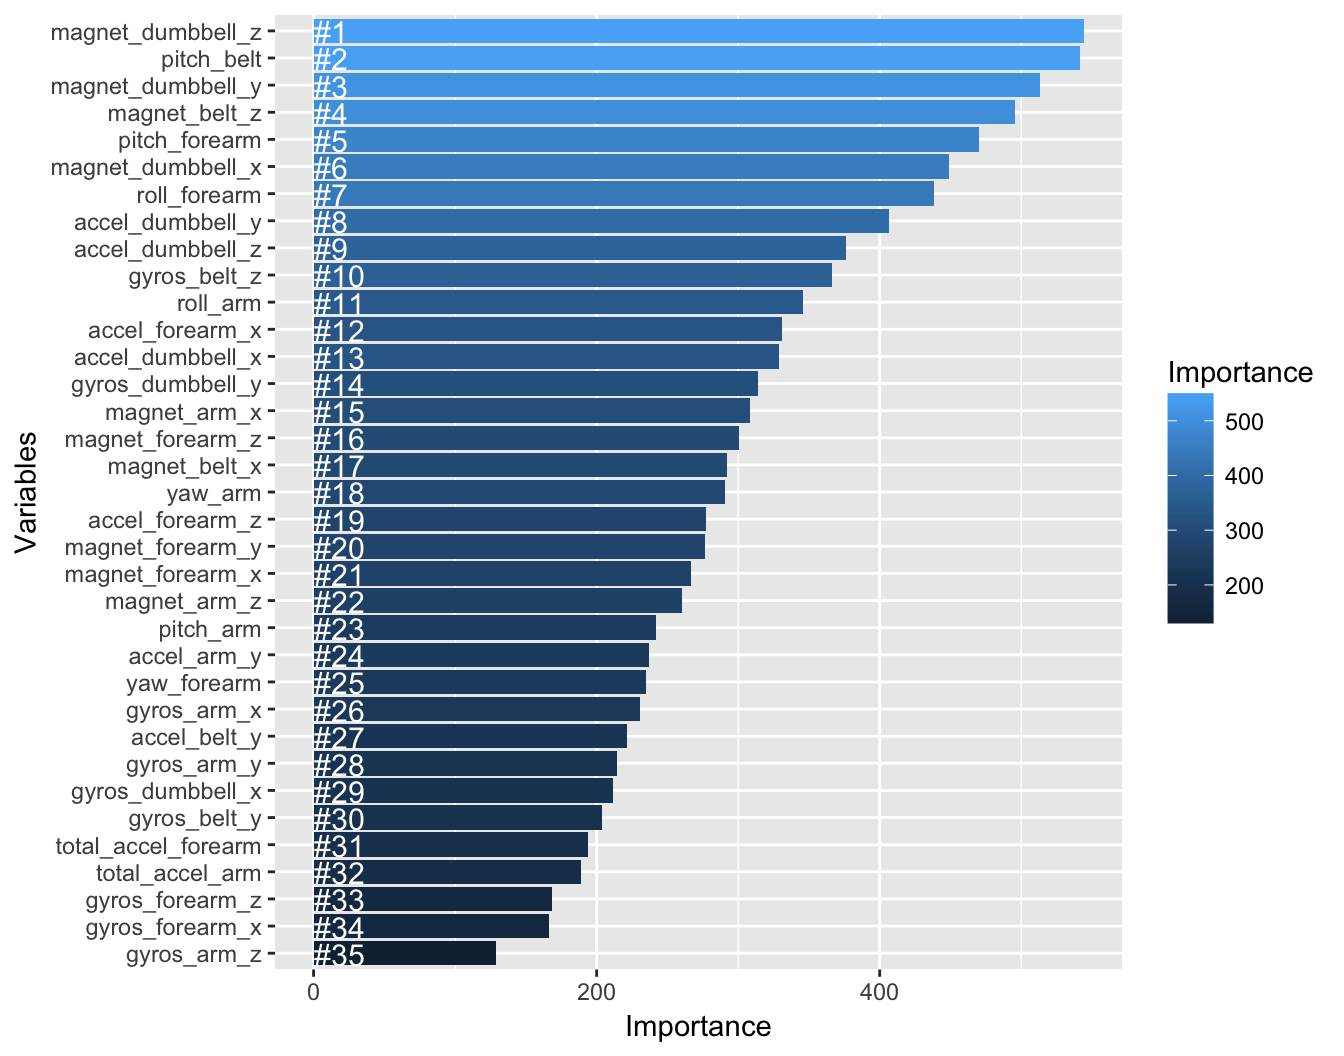 magnet_dumbbell_z #1
pitch_belt #2
magnet_dumbbell_y #3
magnet_belt_z #4
pitch_forearm #5
magnet_dumbbell_x #6
roll_forearm #7
accel_dumbbell_y #8
accel_dumbbell_z #9
gyros_belt_z #10
roll_arm #11
accel_forearm_x #12
accel_dumbbell_x #13
gyros_dumbbell_y #14
magnet_arm_x #15
magnet_forearm_z #16
magnet_belt_x #17
yaw_arm #18
accel_forearm_z #19
magnet_forearm_y #20
magnet_forearm_x #21
magnet_arm_z #22
pitch_arm #23
accel_arm_y #24
yaw_forearm #25
gyros_arm_x #26
accel_belt_y #27
gyros_arm_y #28
gyros_dumbbell_x #29
gyros_belt_y #30
total_accel_forearm #31
total_accel_arm #32
gyros_forearm_z #33
gyros_forearm_x #34
gyros_arm_z #35
Variables
0 200 400
Importance
Importance
500
400
300
200